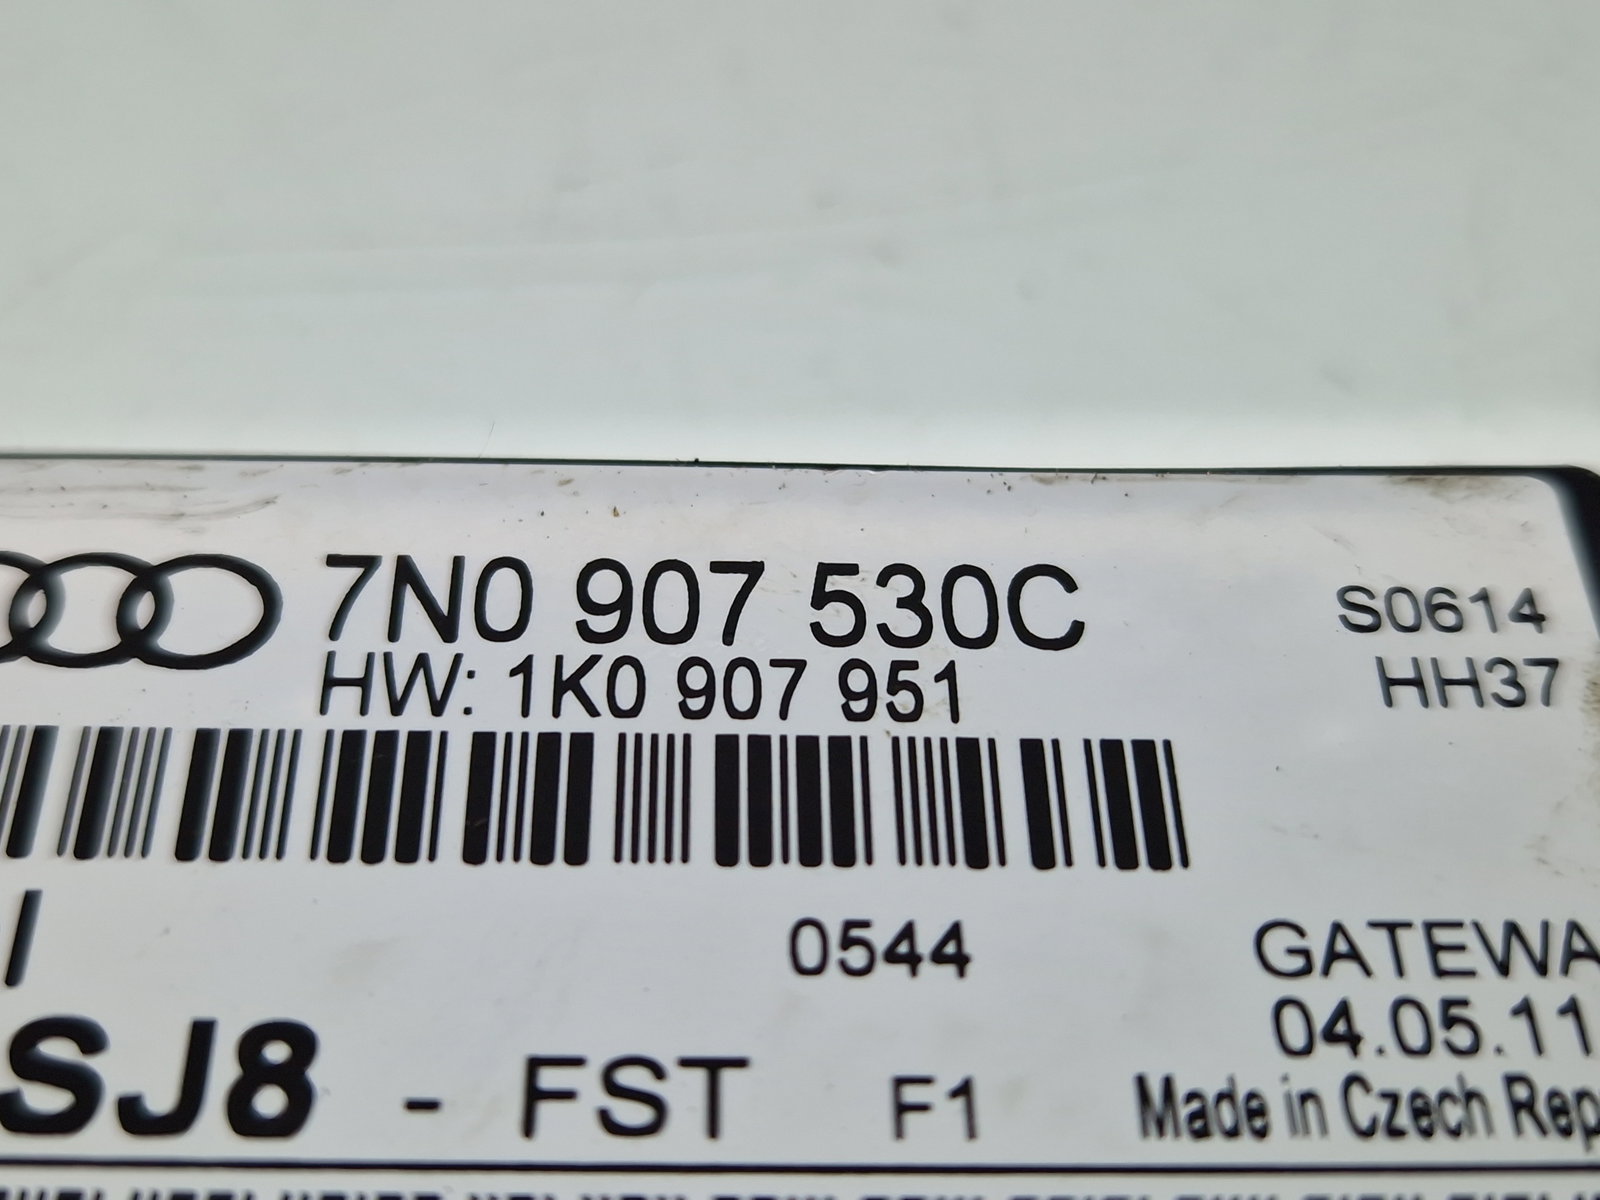 7N0 907 530C
S0614
HW: 1K0 907 951
HH37
0544
GATEWA
04.05.11
SJ8 - FST F1
Made in Czech Rep